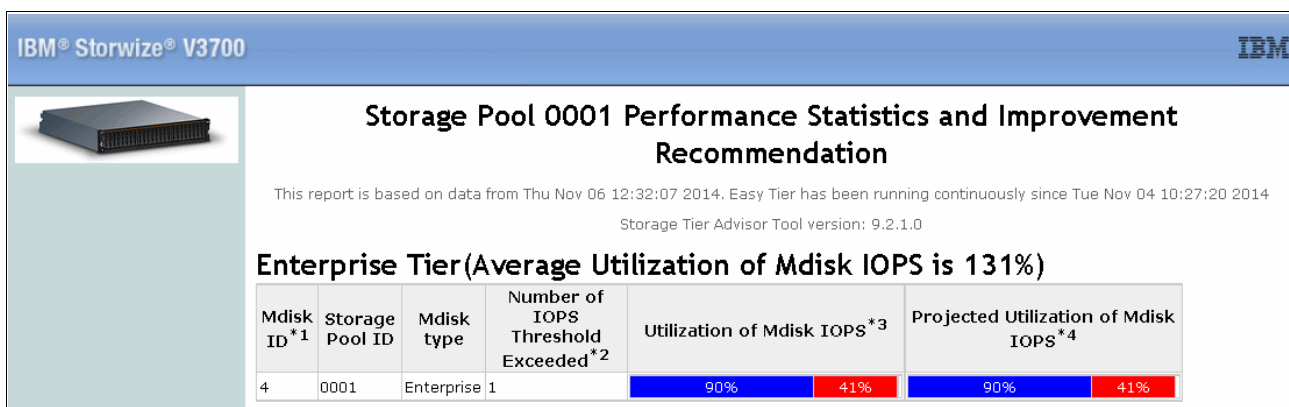 IBM® Storwize® V3700
IBM
Storage Pool 0001 Performance Statistics and Improvement
Recommendation
This report is based on data from Thu Nov 06 12:32:07 2014. Easy Tier has been running continuously since Tue Nov 04 10:27:20 2014
Storage Tier Advisor Tool version: 9.2.1.0
Enterprise Tier(Average Utilization of Mdisk IOPS is 131%)
Mdisk ID*1 Storage Pool ID Mdisk type Number of IOPS Threshold Exceeded*2 Utilization of Mdisk IOPS*3 Projected Utilization of Mdisk IOPS*4
4 0001 Enterprise 1 90% 41% 90% 41%